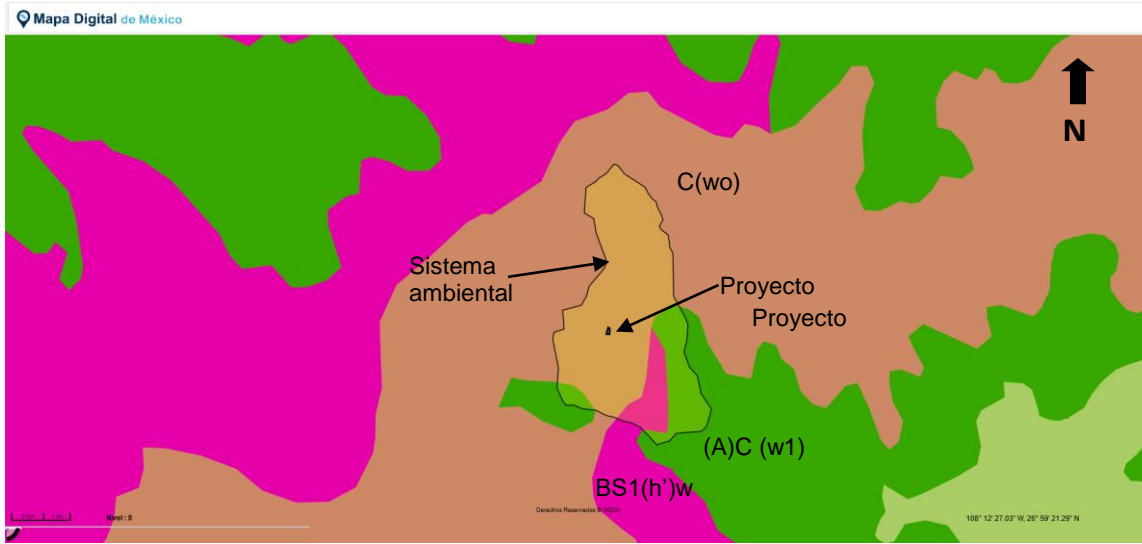 Mapa Digital de México
N
C(wo)
Sistema
ambiental
Proyecto
Proyecto
(A)C (w1)
BS1(h')w
Nivel : 8
Derechos Reservados © INEGI
108° 12' 27.03" W, 26° 59' 21.29" N